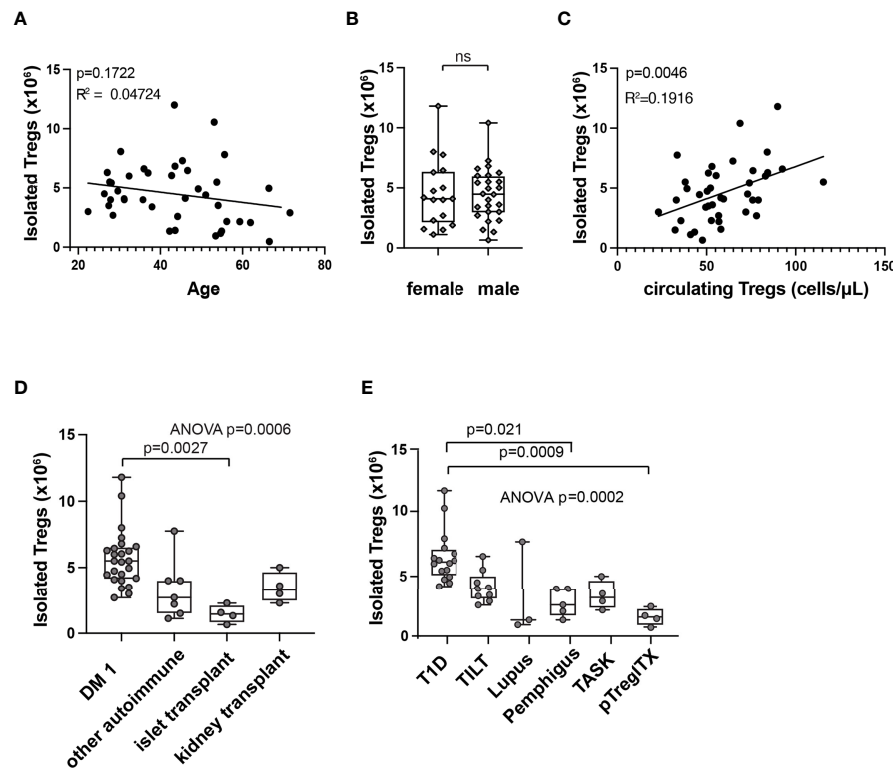 A
Isolated Tregs (x10⁶)
15
10
5
0
p=0.1722
R² = 0.04724
20 40 60 80
Age
B
Isolated Tregs (x10⁶)
15
10
5
0
ns
female male
C
Isolated Tregs (x10⁶)
15
10
5
0
p=0.0046
R²=0.1916
0 50 100 150
circulating Tregs (cells/µL)
D
Isolated Tregs (x10⁶)
15
10
5
0
ANOVA p=0.0006
p=0.0027
DM 1
other autoimmune
islet transplant
kidney transplant
E
Isolated Tregs (x10⁶)
15
10
5
0
p=0.021
p=0.0009
ANOVA p=0.0002
T1D
TILT
Lupus
Pemphigus
TASK
pTregITX